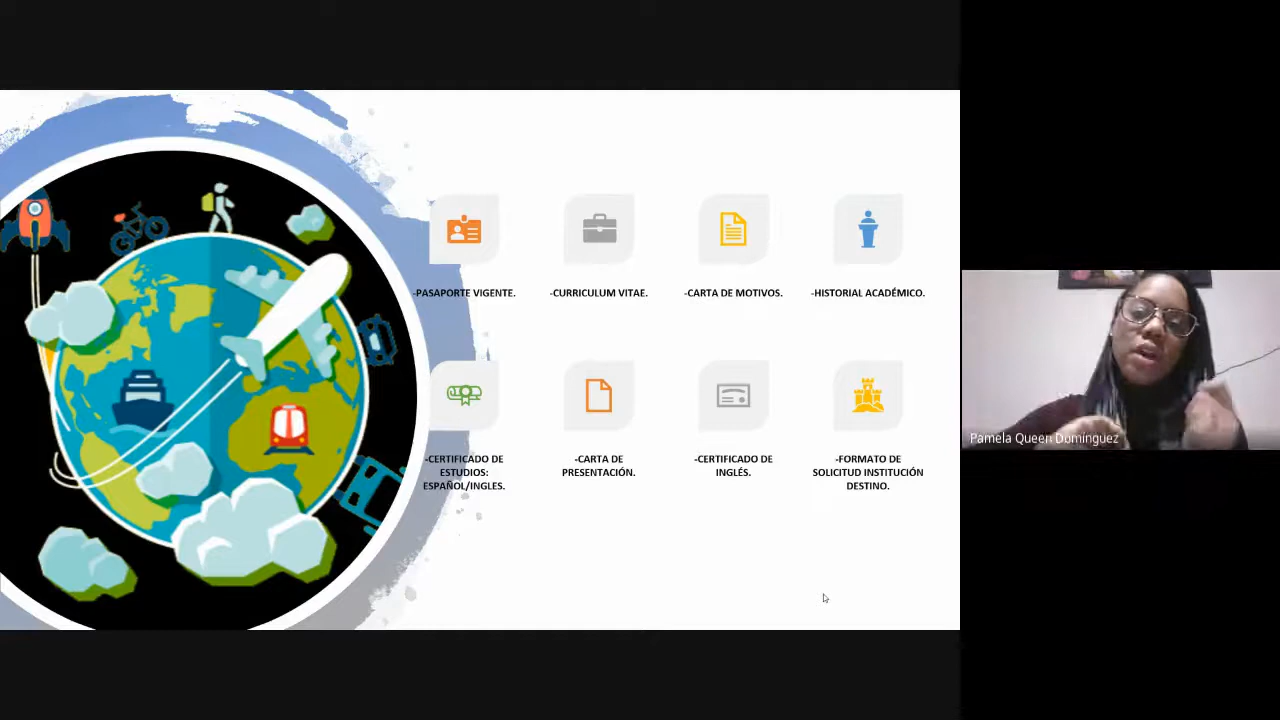 -PASAPORTE VIGENTE.
-CURRICULUM VITAE.
-CARTA DE MOTIVOS.
-HISTORIAL ACADÉMICO.
-CERTIFICADO DE
ESTUDIOS:
ESPAÑOL/INGLES.
-CARTA DE
PRESENTACIÓN.
-CERTIFICADO DE
INGLÉS.
-FORMATO DE
SOLICITUD INSTITUCIÓN
DESTINO.
Pamela Queen Domínguez